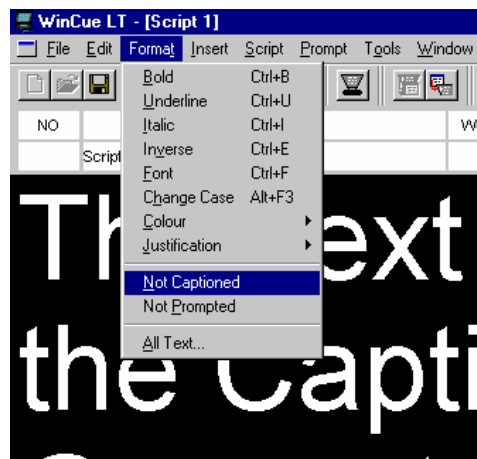 WinCue LT - [Script 1]
File Edit Format Insert Script Prompt Tools Window
Bold Ctrl+B
Underline Ctrl+U
Italic Ctrl+I
Inverse Ctrl+E
Font Ctrl+F
Change Case Alt+F3
Colour
Justification
Not Captioned
Not Prompted
All Text...
NO
Script
Th ext
the Capti